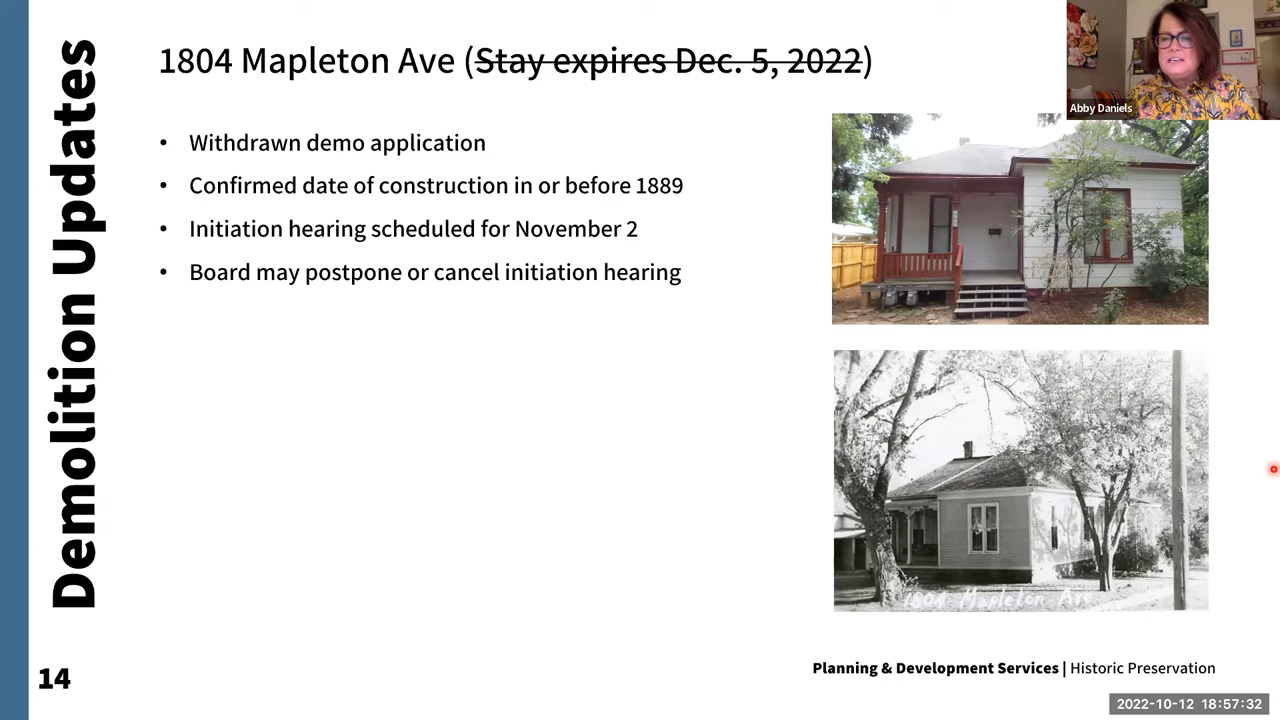 Demolition Updates
1804 Mapleton Ave (Stay expires Dec. 5, 2022)
• Withdrawn demo application
• Confirmed date of construction in or before 1889
• Initiation hearing scheduled for November 2
• Board may postpone or cancel initiation hearing
Abby Daniels
1804 Mapleton Ave
14
Planning & Development Services | Historic Preservation
2022-10-12 18:57:32